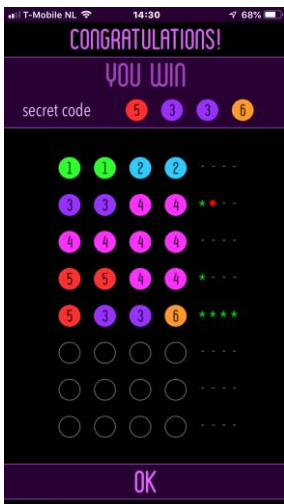 T-Mobile NL 14:30 68%
CONGRATULATIONS!
YOU WIN
secret code 5 3 3 6
1 1 2 2 - - - -
3 3 4 4 * • - -
4 4 4 4 - - - -
5 5 4 4 * - - -
5 3 3 6 * * * *
- - - -
- - - -
- - - -
OK